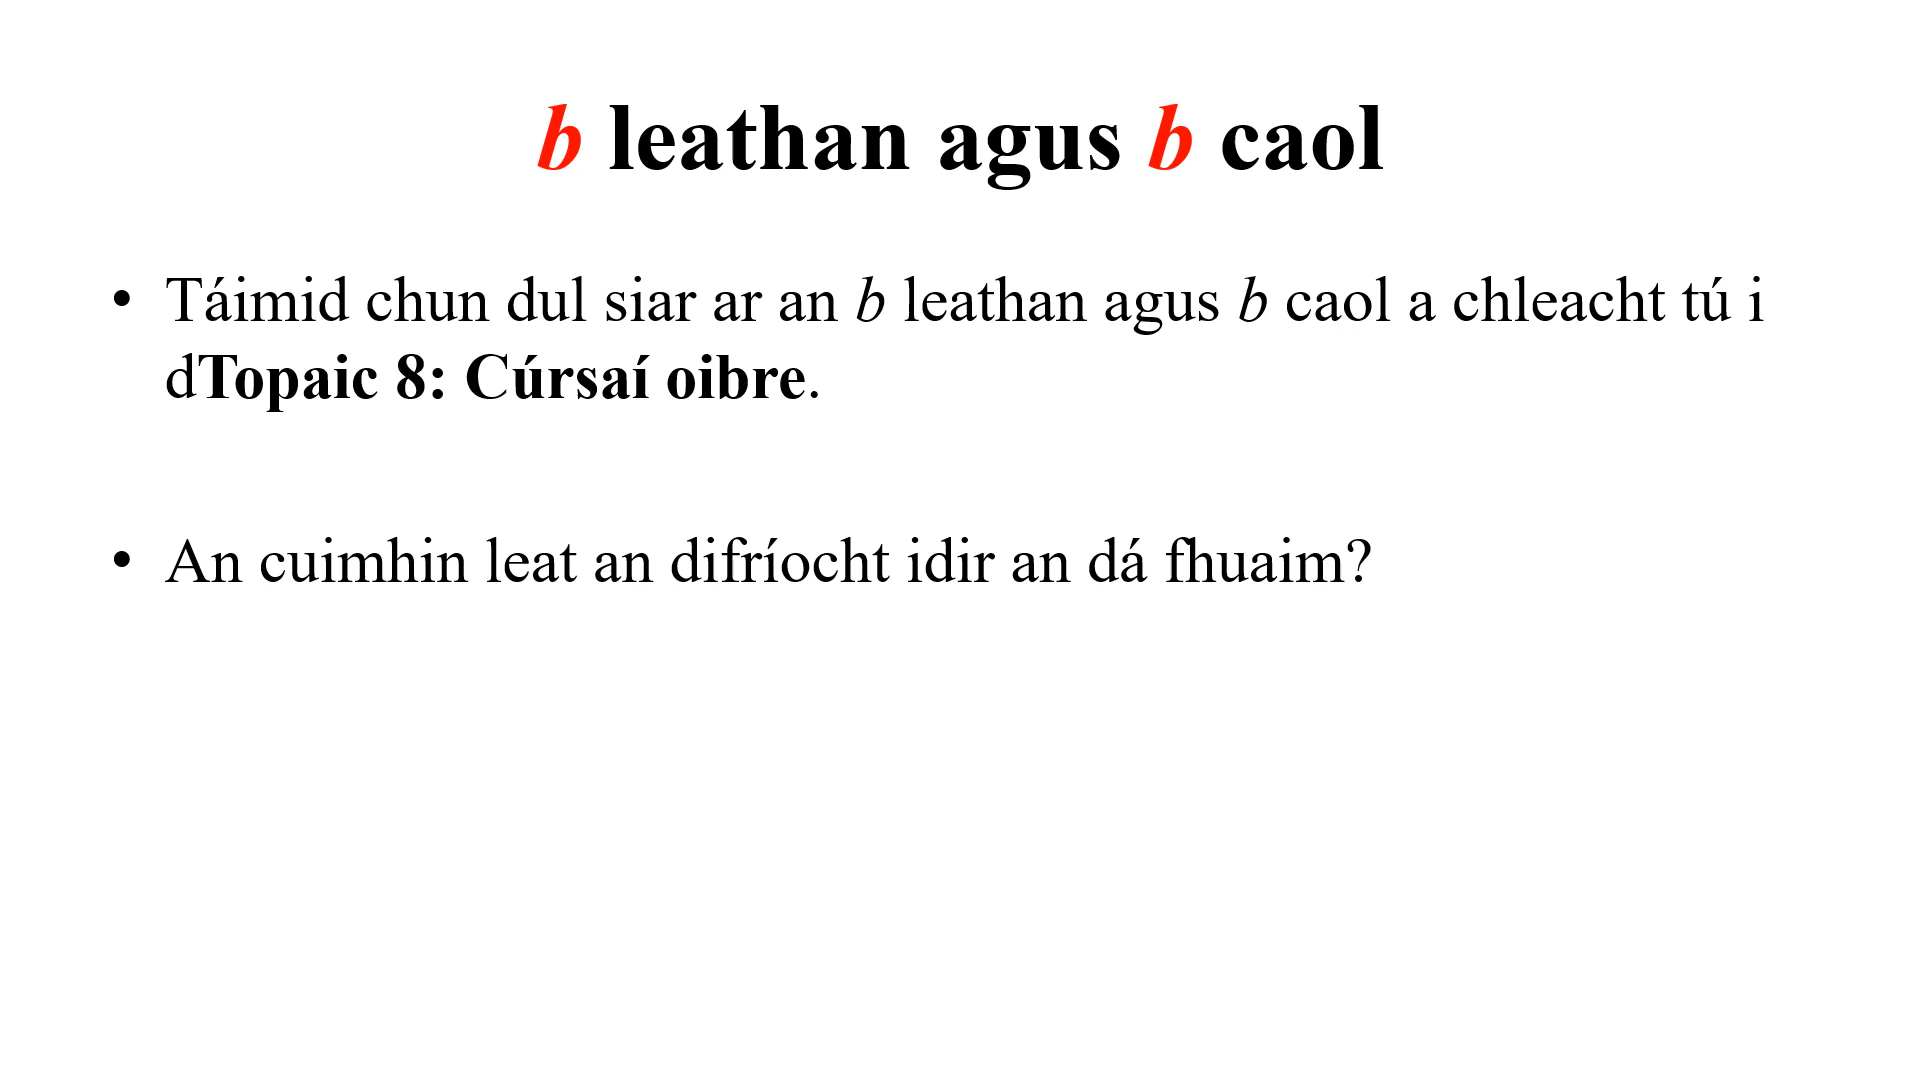 b leathan agus b caol
• Táimid chun dul siar ar an b leathan agus b caol a chleacht tú i
dTopaic 8: Cúrsaí oibre.
• An cuimhin leat an difríocht idir an dá fhuaim?